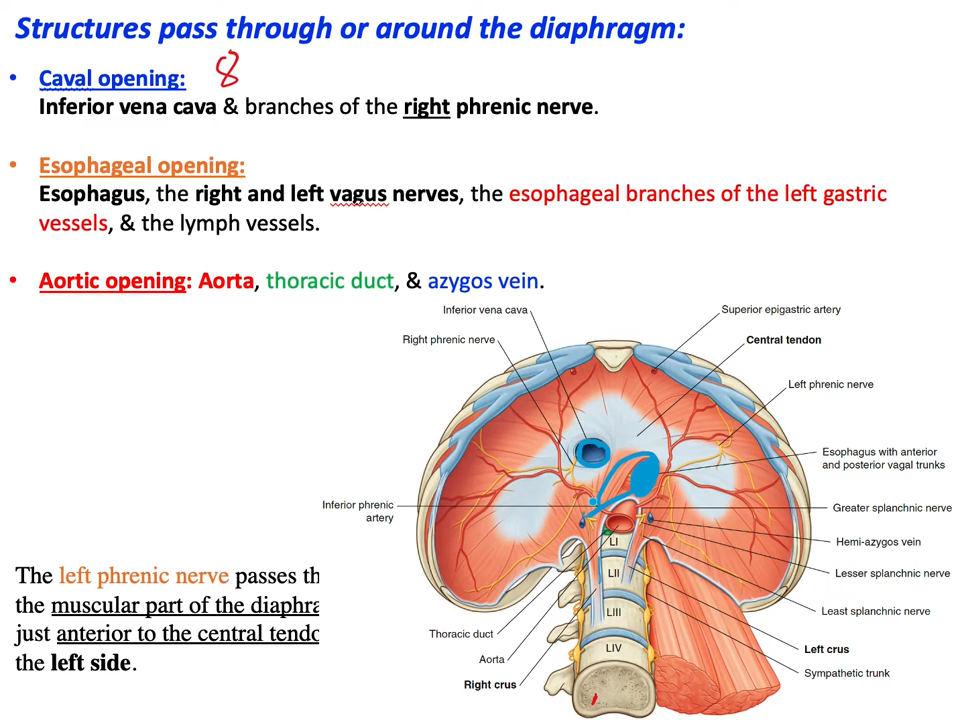 Structures pass through or around the diaphragm:
• Caval opening: 8
Inferior vena cava & branches of the right phrenic nerve.
• Esophageal opening:
Esophagus, the right and left vagus nerves, the esophageal branches of the left gastric
vessels, & the lymph vessels.
• Aortic opening: Aorta, thoracic duct, & azygos vein.
Inferior vena cava
Superior epigastric artery
Right phrenic nerve
Central tendon
Left phrenic nerve
Esophagus with anterior
and posterior vagal trunks
Inferior phrenic
artery
Greater splanchnic nerve
Hemi-azygos vein
Lesser splanchnic nerve
Least splanchnic nerve
LI
LII
LIII
LIV
Thoracic duct
Aorta
Right crus
Left crus
Sympathetic trunk
The left phrenic nerve passes th
the muscular part of the diaphra
just anterior to the central tendo
the left side.